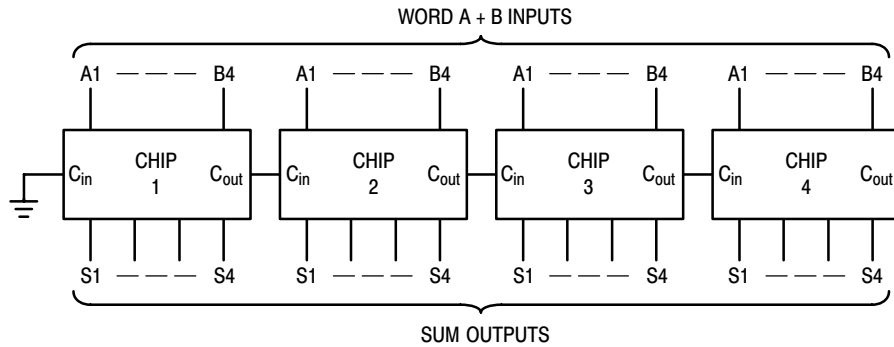 WORD A + B INPUTS
A1 — — — B4 A1 — — — B4 A1 — — — B4 A1 — — — B4
Cin CHIP 1 Cout Cin CHIP 2 Cout Cin CHIP 3 Cout Cin CHIP 4
S1 — — — S4 S1 — — — S4 S1 — — — S4 S1 — — — S4
SUM OUTPUTS